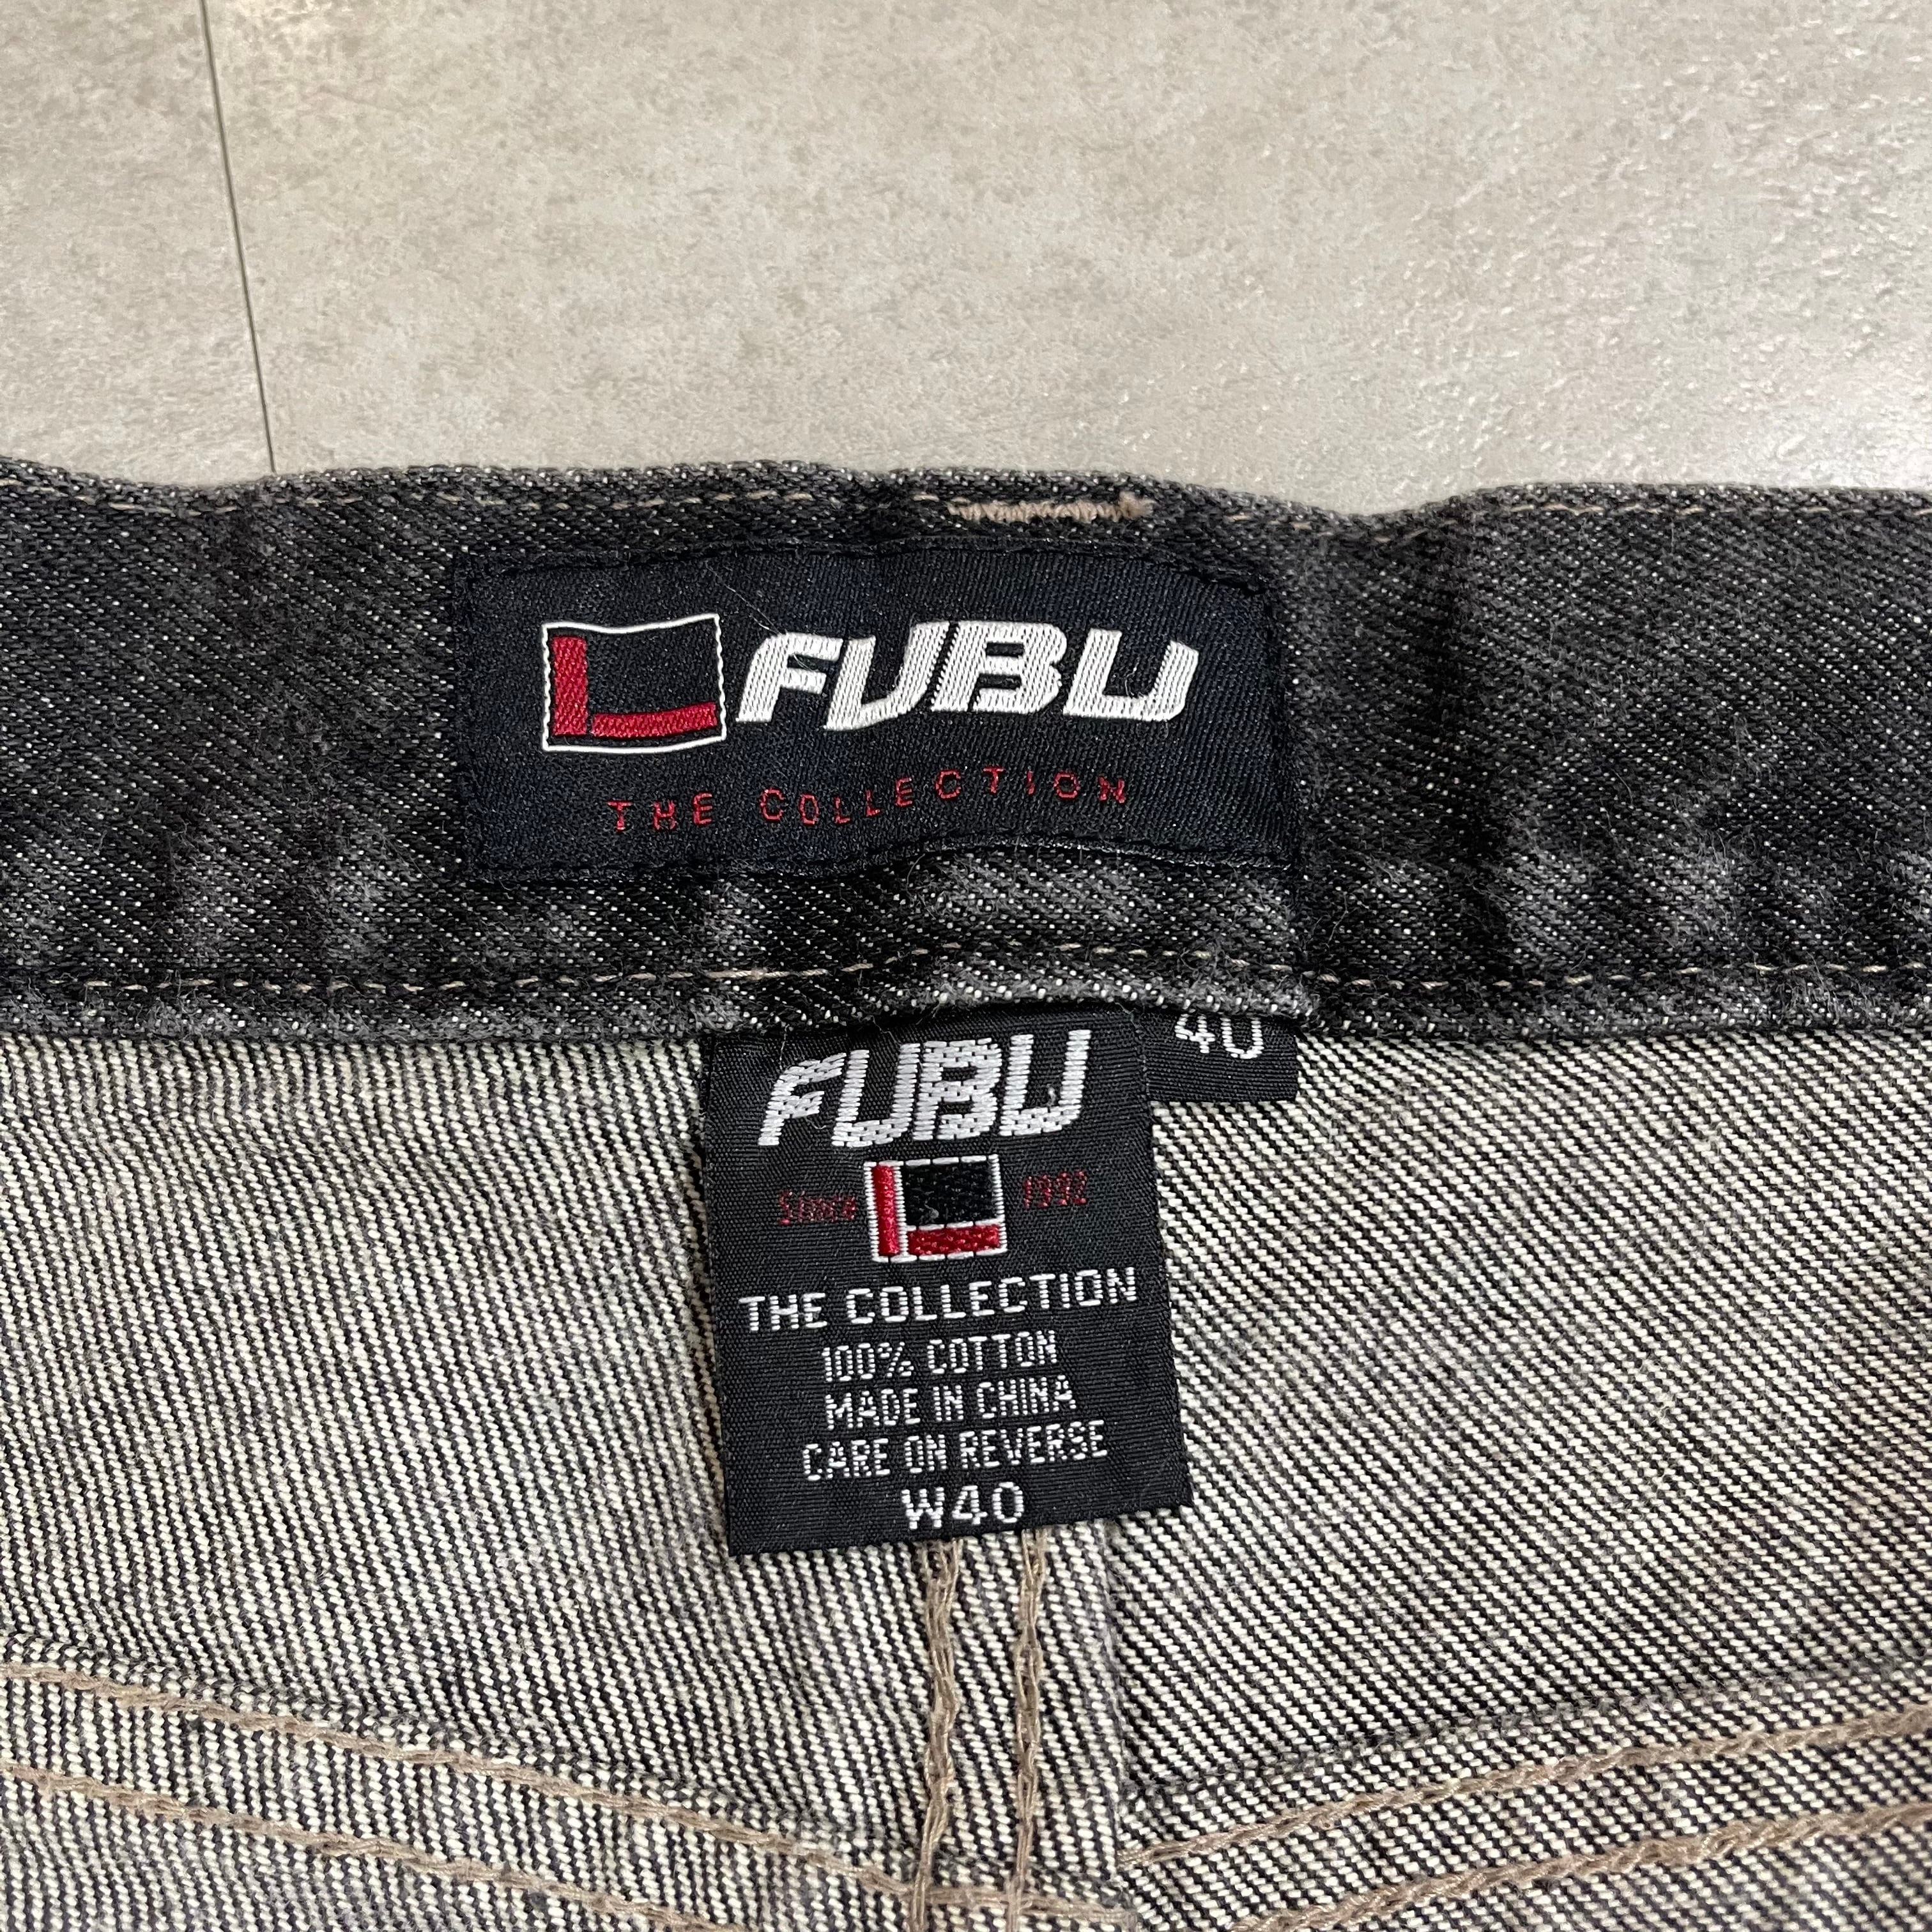 FUBU
THE COLLECTION
40
FUBU
Since 1992
THE COLLECTION
100% COTTON
MADE IN CHINA
CARE ON REVERSE
W40